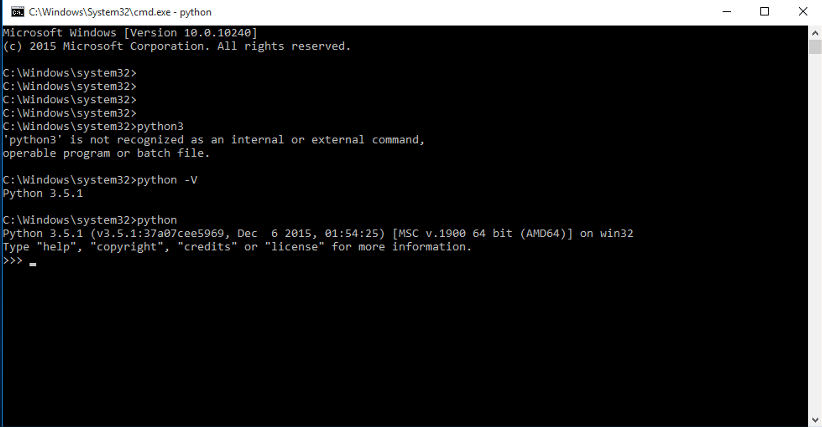 C:\Windows\System32\cmd.exe - python
Microsoft Windows [Version 10.0.10240]
(c) 2015 Microsoft Corporation. All rights reserved.
C:\Windows\system32>
C:\Windows\system32>
C:\Windows\system32>
C:\Windows\system32>
C:\Windows\system32>python3
'python3' is not recognized as an internal or external command,
operable program or batch file.
C:\Windows\system32>python -V
Python 3.5.1
C:\Windows\system32>python
Python 3.5.1 (v3.5.1:37a07cee5969, Dec  6 2015, 01:54:25) [MSC v.1900 64 bit (AMD64)] on win32
Type "help", "copyright", "credits" or "license" for more information.
>>> _